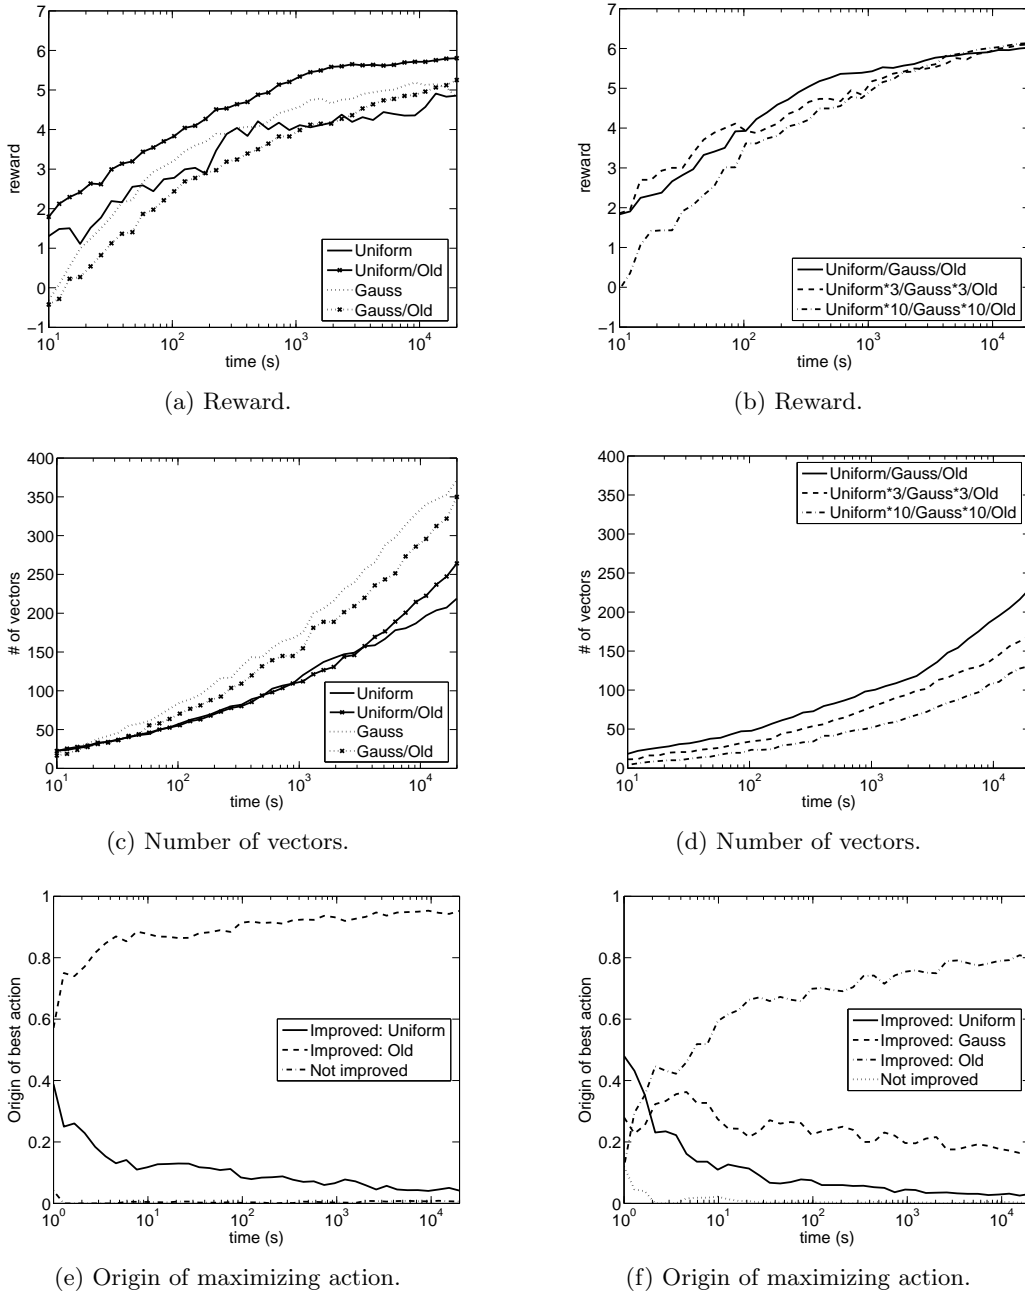 7
6
5
4
3
2
1
0
−1
reward
Uniform
Uniform/Old
Gauss
Gauss/Old
10^1
10^2
10^3
10^4
time (s)
(a) Reward.
7
6
5
4
3
2
1
0
−1
reward
Uniform/Gauss/Old
Uniform*3/Gauss*3/Old
Uniform*10/Gauss*10/Old
10^1
10^2
10^3
10^4
time (s)
(b) Reward.
400
350
300
250
200
150
100
50
0
# of vectors
Uniform
Uniform/Old
Gauss
Gauss/Old
10^1
10^2
10^3
10^4
time (s)
(c) Number of vectors.
400
350
300
250
200
150
100
50
0
# of vectors
Uniform/Gauss/Old
Uniform*3/Gauss*3/Old
Uniform*10/Gauss*10/Old
10^1
10^2
10^3
10^4
time (s)
(d) Number of vectors.
1
0.8
0.6
0.4
0.2
0
Origin of best action
Improved: Uniform
Improved: Old
Not improved
10^0
10^1
10^2
10^3
10^4
time (s)
(e) Origin of maximizing action.
1
0.8
0.6
0.4
0.2
0
Origin of best action
Improved: Uniform
Improved: Gauss
Improved: Old
Not improved
10^0
10^1
10^2
10^3
10^4
time (s)
(f) Origin of maximizing action.